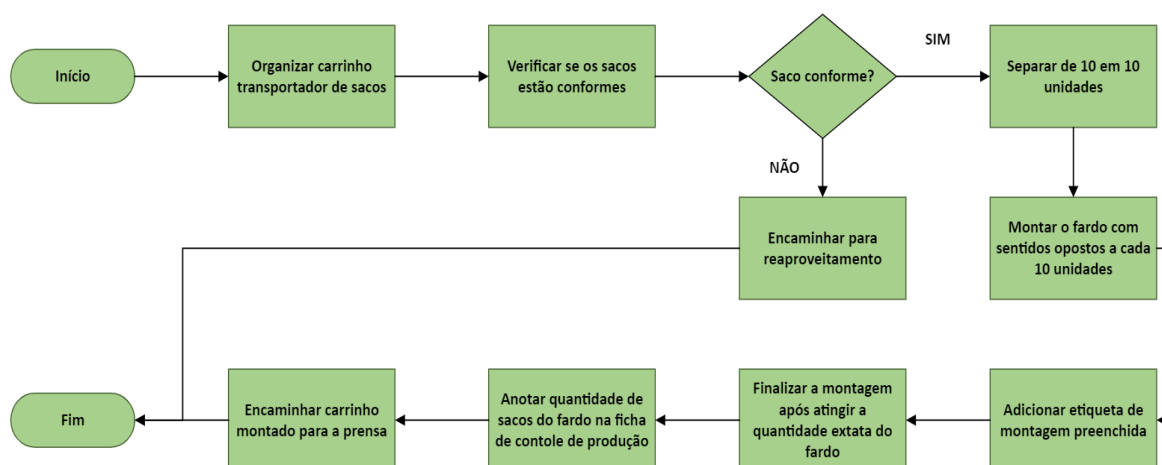 Início
Organizar carrinho
transportador de sacos
Verificar se os sacos
estão conformes
Saco conforme?
SIM
Separar de 10 em 10
unidades
NÃO
Encaminhar para
reaproveitamento
Montar o fardo com
sentidos opostos a cada
10 unidades
Adicionar etiqueta de
montagem preenchida
Finalizar a montagem
após atingir a
quantidade extata do
fardo
Anotar quantidade de
sacos do fardo na ficha
de contole de produção
Encaminhar carrinho
montado para a prensa
Fim